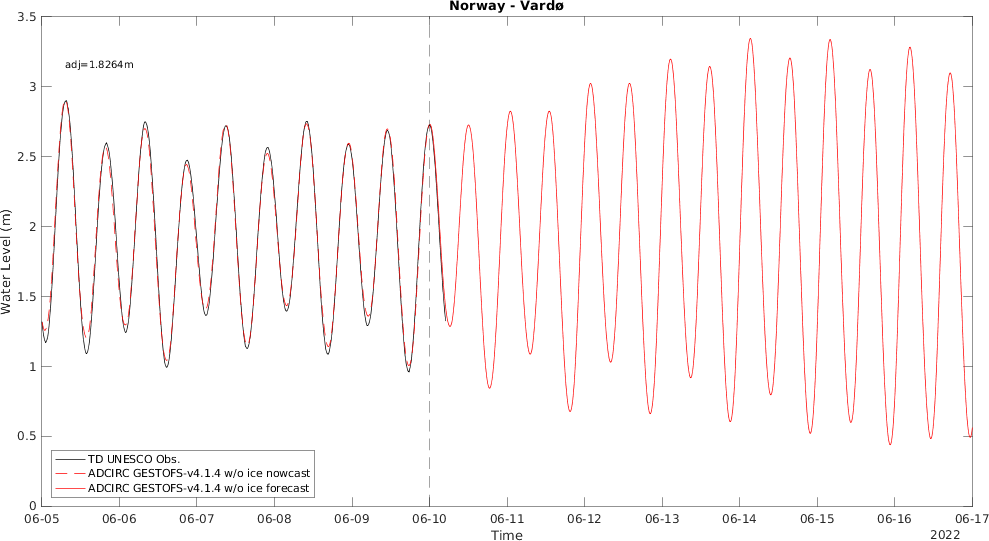 Norway - Vardø
3.5
adj=1.8264m
3
2.5
2
1.5
1
0.5
0
Water Level (m)
TD UNESCO Obs.
ADCIRC GESTOFS-v4.1.4 w/o ice nowcast
ADCIRC GESTOFS-v4.1.4 w/o ice forecast
06-05 06-06 06-07 06-08 06-09 06-10 06-11 06-12 06-13 06-14 06-15 06-16 06-17
Time
2022